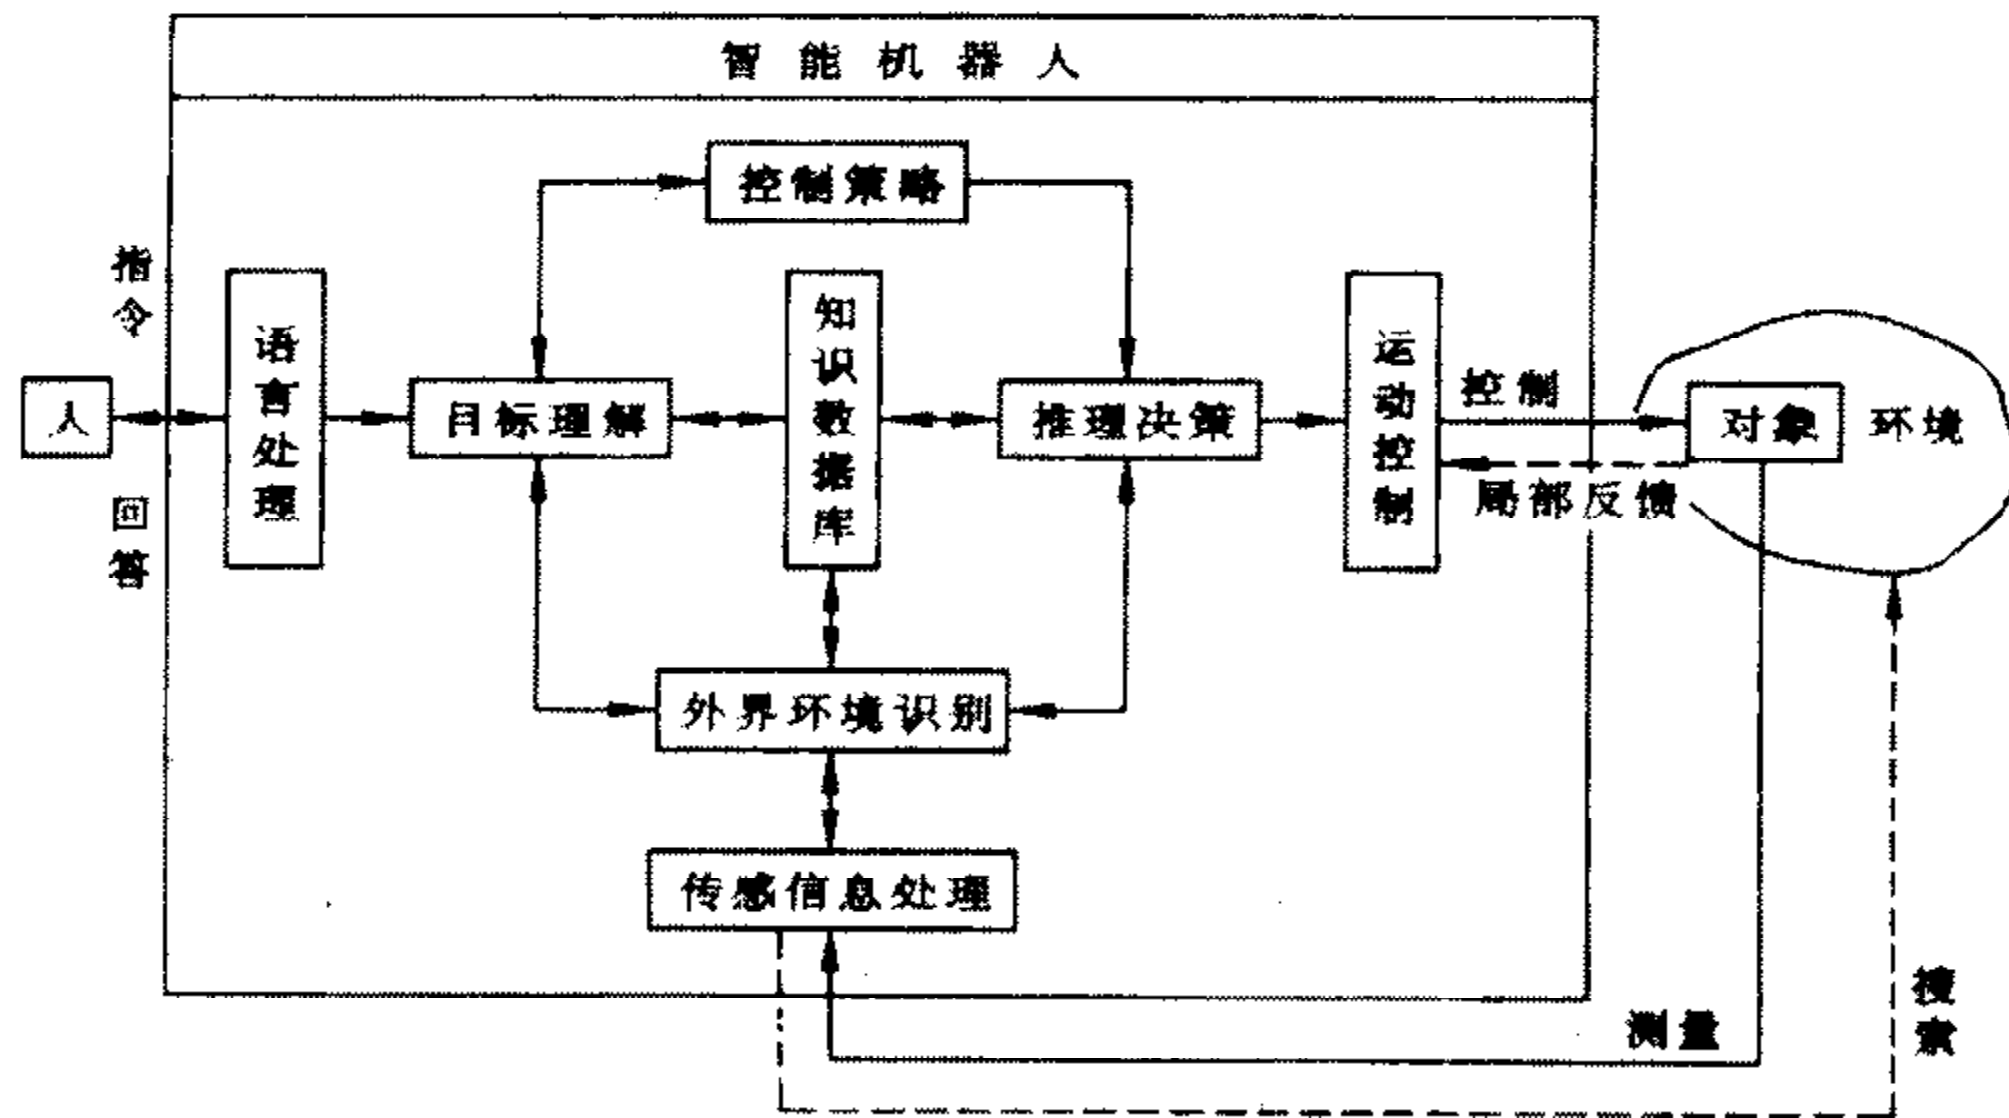 智能机器人
控制策略
指令
语言处理
知识数据库
运动控制
人
目标理解
推理决策
控制
对象
环境
局部反馈
回答
外界环境识别
传感信息处理
测量
搜索